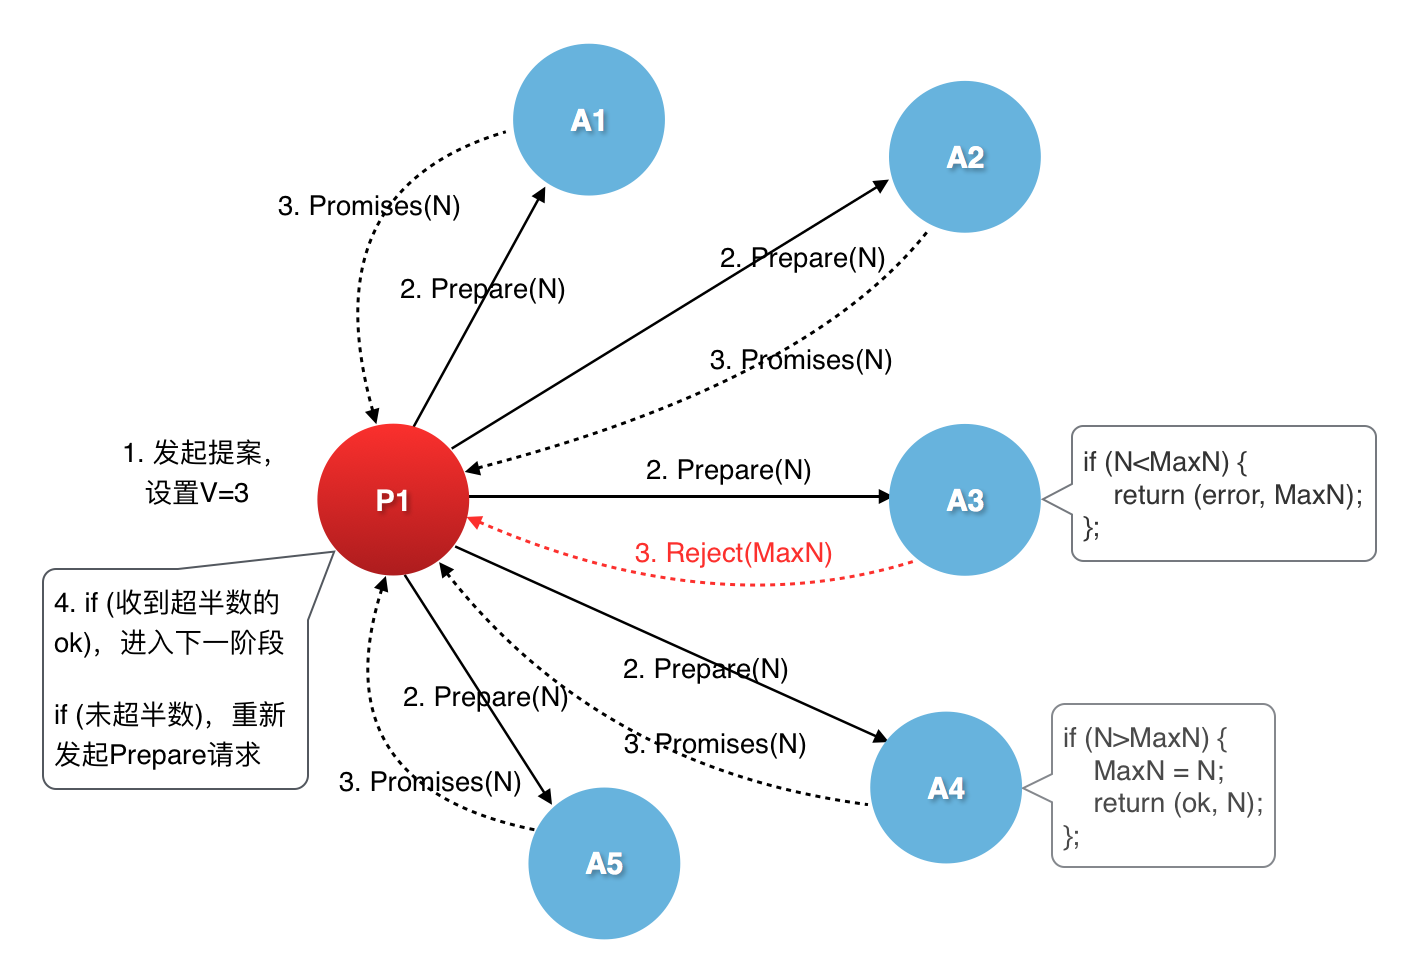 A1
A2
3. Promises(N)
2. Prepare(N)
2. Prepare(N)
3. Promises(N)
1. 发起提案，
设置V=3
2. Prepare(N)
P1
A3
if (N<MaxN) {
return (error, MaxN);
};
3. Reject(MaxN)
4. if (收到超半数的
ok)，进入下一阶段
if (未超半数)，重新
发起Prepare请求
2. Prepare(N)
2. Prepare(N)
3. Promises(N)
3. Promises(N)
A4
if (N>MaxN) {
MaxN = N;
return (ok, N);
};
A5